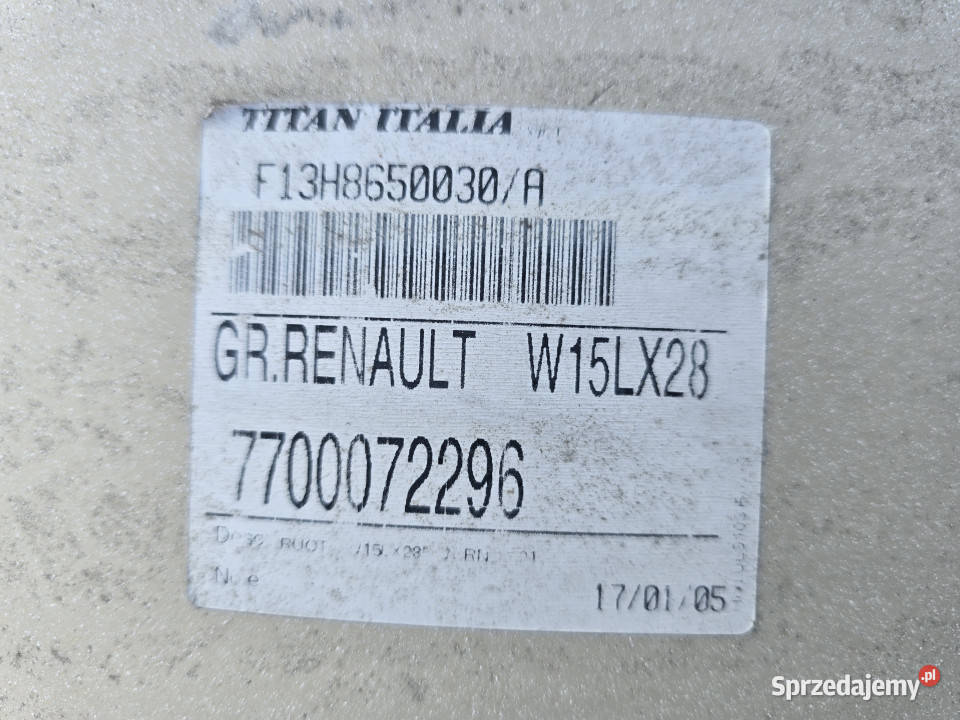 TITAN ITALIA
F13H8650030/A
GR.RENAULT W15LX28
7700072296
17/01/05
Sprzedajemy.pl